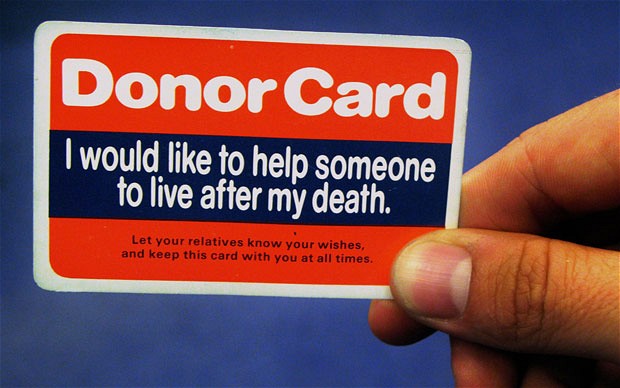 Donor Card
I would like to help someone
to live after my death.
Let your relatives know your wishes,
and keep this card with you at all times.